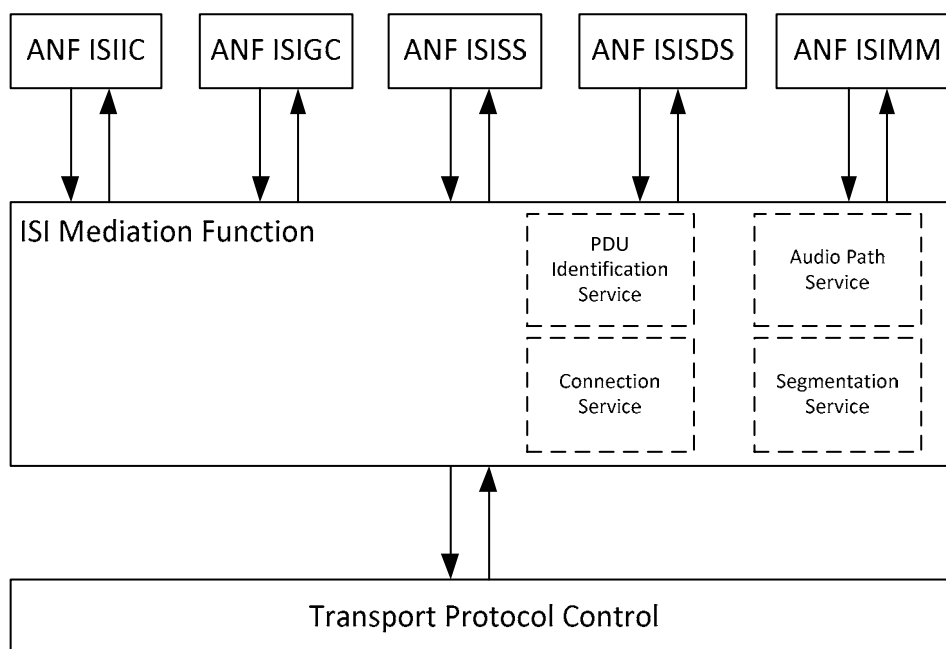 ANF ISIIC
ANF ISIGC
ANF ISISS
ANF ISISDS
ANF ISIMM
ISI Mediation Function
PDU
Identification
Service
Audio Path
Service
Connection
Service
Segmentation
Service
Transport Protocol Control